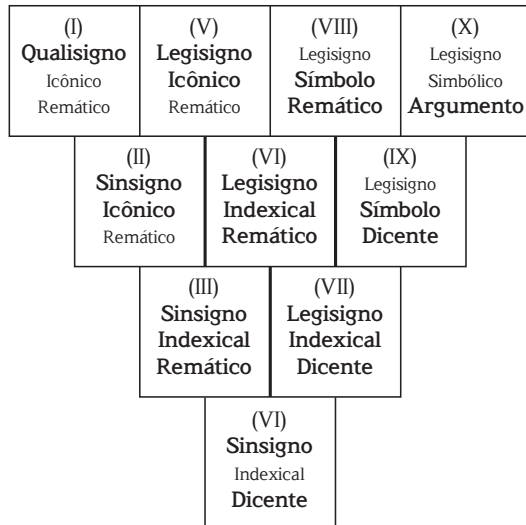 (I)
Qualisigno
Icônico
Remático
(V)
Legisigno
Icônico
Remático
(VIII)
Legisigno
Símbolo
Remático
(X)
Legisigno
Simbólico
Argumento
(II)
Sinsigno
Icônico
Remático
(VI)
Legisigno
Indexical
Remático
(IX)
Legisigno
Símbolo
Dicente
(III)
Sinsigno
Indexical
Remático
(VII)
Legisigno
Indexical
Dicente
(VI)
Sinsigno
Indexical
Dicente